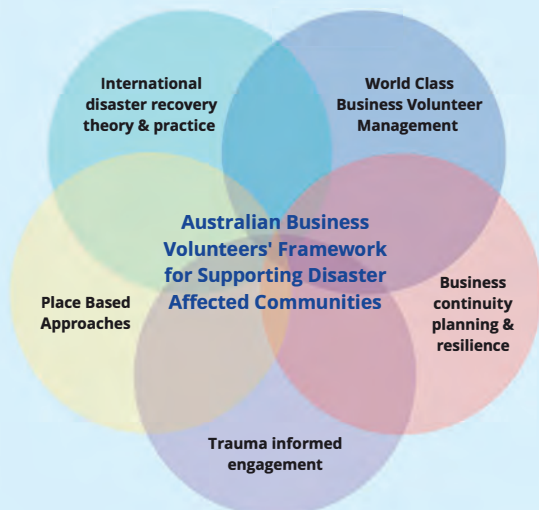 International
disaster recovery
theory & practice
World Class
Business Volunteer
Management
Australian Business
Volunteers' Framework
for Supporting Disaster
Affected Communities
Place Based
Approaches
Business
continuity
planning &
resilience
Trauma informed
engagement